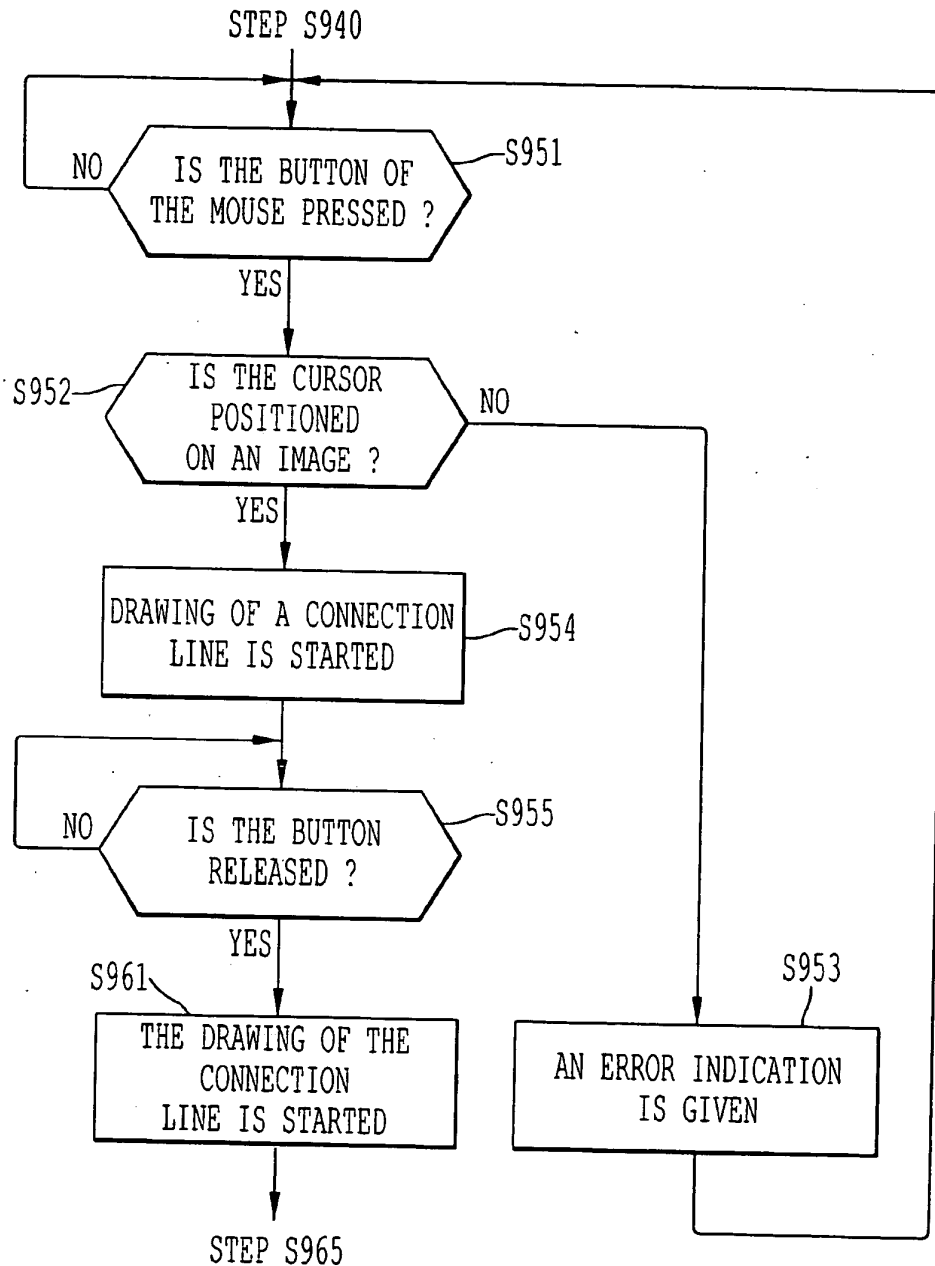 STEP S940
NO
IS THE BUTTON OF
THE MOUSE PRESSED ?
S951
YES
S952
IS THE CURSOR
POSITIONED
ON AN IMAGE ?
NO
YES
DRAWING OF A CONNECTION
LINE IS STARTED
S954
NO
IS THE BUTTON
RELEASED ?
S955
YES
S961
THE DRAWING OF THE
CONNECTION
LINE IS STARTED
S953
AN ERROR INDICATION
IS GIVEN
STEP S965